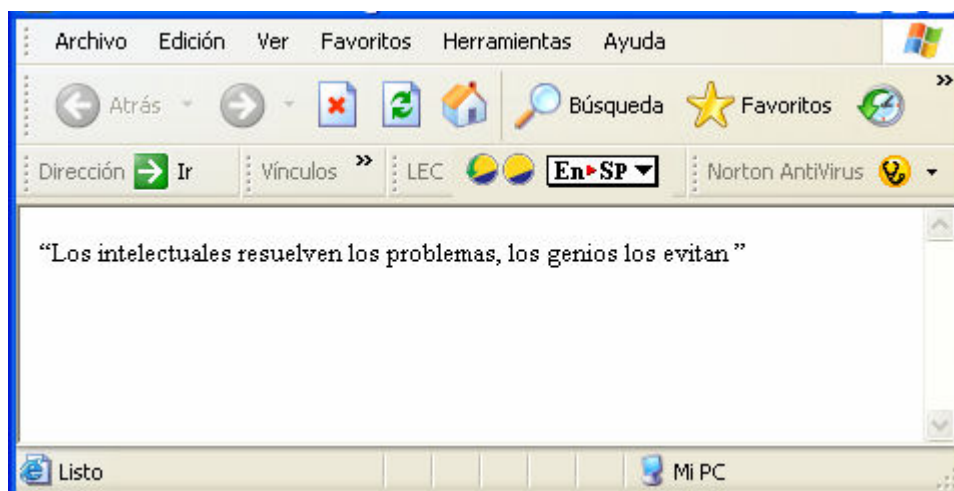 Archivo Edición Ver Favoritos Herramientas Ayuda
Atrás Búsqueda Favoritos »
Dirección Ir Vínculos » LEC En▸SP Norton AntiVirus
“Los intelectuales resuelven los problemas, los genios los evitan ”
Listo Mi PC